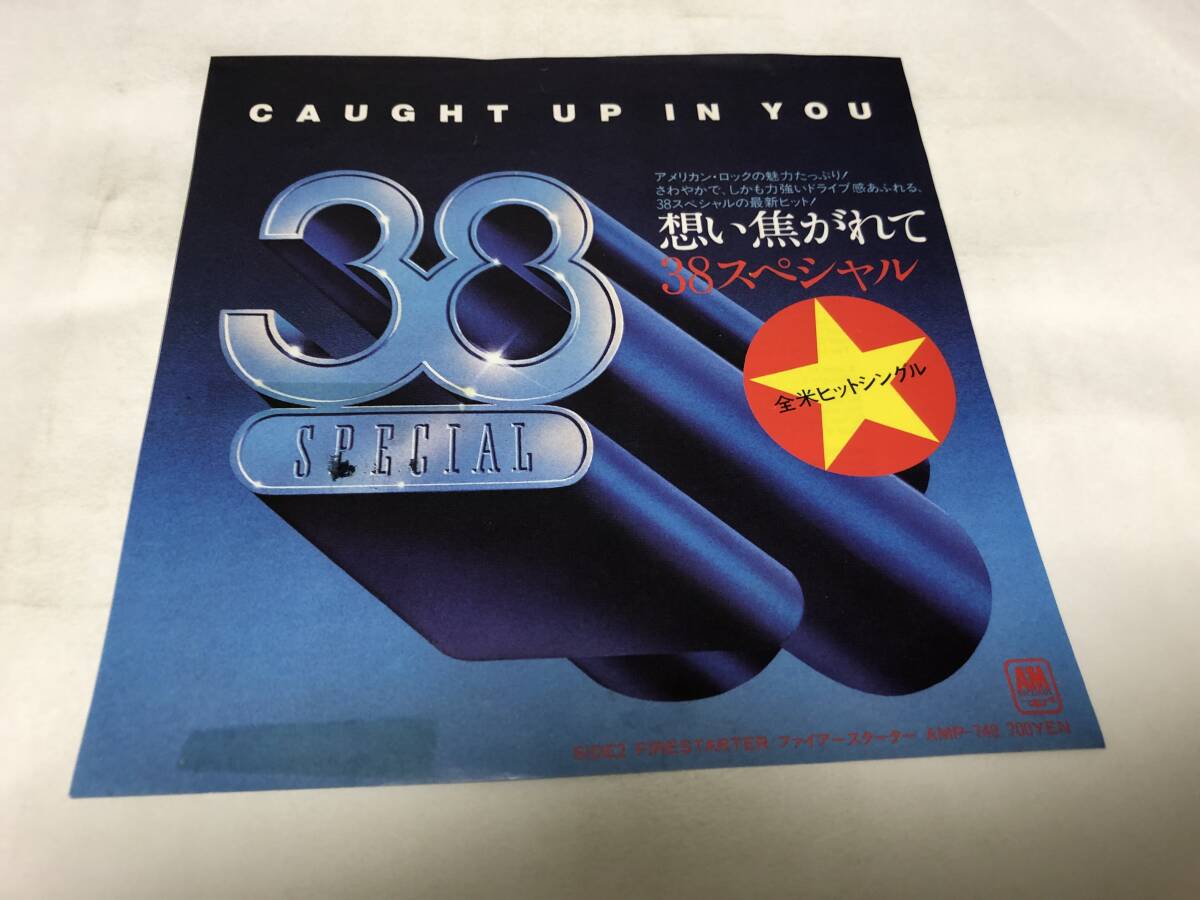 CAUGHT UP IN YOU
アメリカン・ロックの魅力たっぷり!
さわやかで、しかも力強いドライブ感あふれる、
38スペシャルの最新ヒット!
想い焦がれて
38スペシャル
38
SPECIAL
全米ヒットシングル
A&M
RECORDS
SIDE2 FIRESTARTER ファイアースターター AMP-748 700YEN